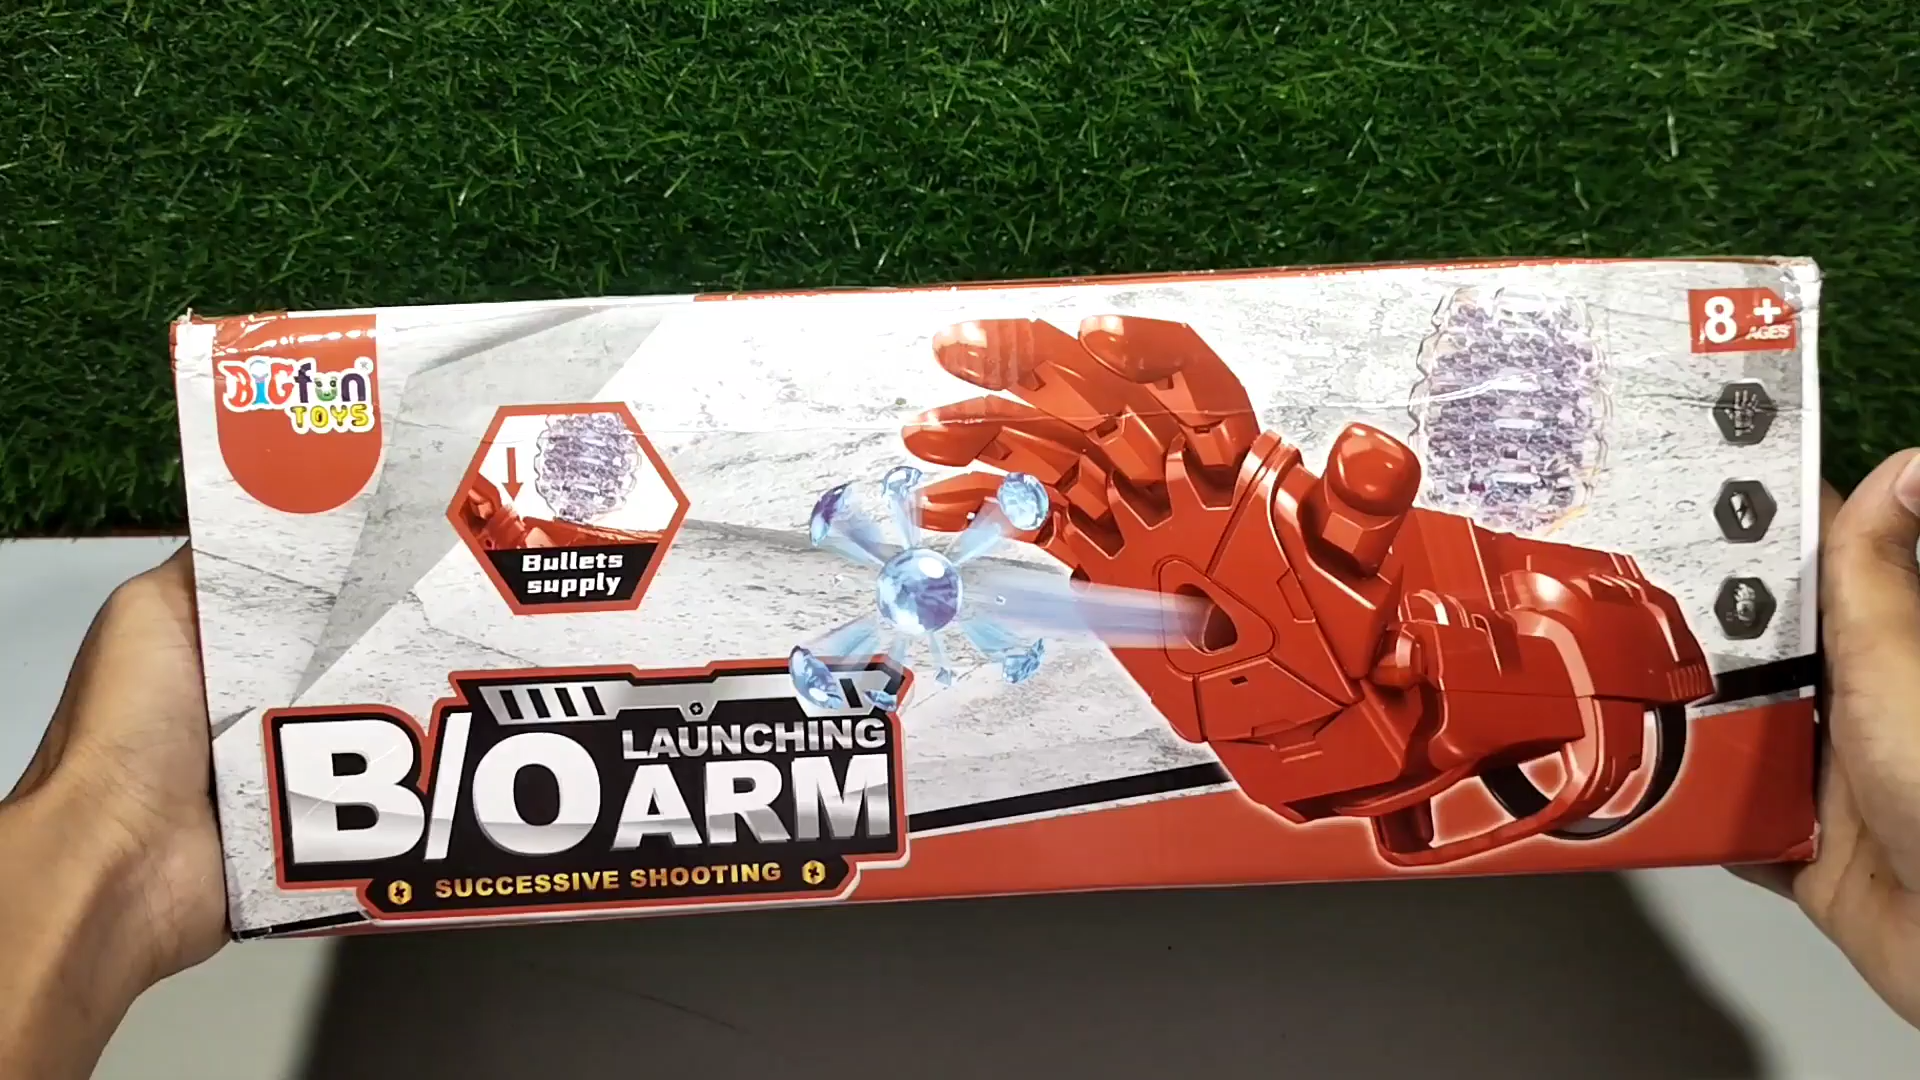 BiGfun
TOYS
Bullets
supply
B/O LAUNCHING
ARM
SUCCESSIVE SHOOTING
8+
AGES